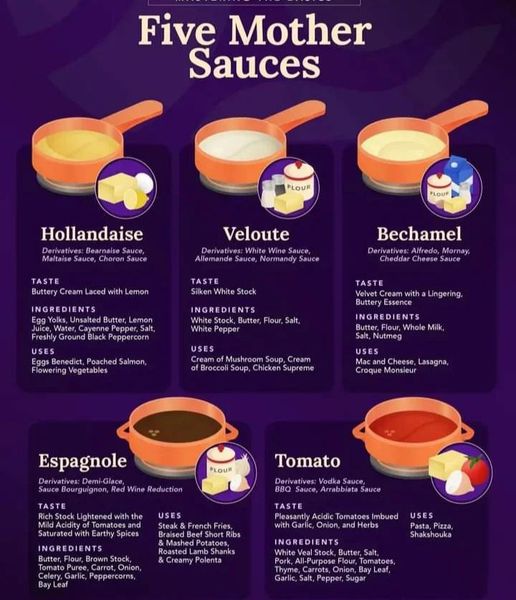 Five Mother
Sauces
Hollandaise
Derivatives: Bearnaise Sauce,
Maltaise Sauce, Choron Sauce
TASTE
Buttery Cream Laced with Lemon
INGREDIENTS
Egg Yolks, Unsalted Butter, Lemon
Juice, Water, Cayenne Pepper, Salt,
Freshly Ground Black Peppercorn
USES
Eggs Benedict, Poached Salmon,
Flowering Vegetables
FLOUR
Veloute
Derivatives: White Wine Sauce,
Allemande Sauce, Normandy Sauce
TASTE
Silken White Stock
INGREDIENTS
White Stock, Butter, Flour, Salt,
White Pepper
USES
Cream of Mushroom Soup, Cream
of Broccoli Soup, Chicken Supreme
FLOUR
Bechamel
Derivatives: Alfredo, Mornay,
Cheddar Cheese Sauce
TASTE
Velvet Cream with a Lingering,
Buttery Essence
INGREDIENTS
Butter, Flour, Whole Milk,
Salt, Nutmeg
USES
Mac and Cheese, Lasagna,
Croque Monsieur
FLOUR
Espagnole
Derivatives: Demi-Glace,
Sauce Bourguignon, Red Wine Reduction
TASTE
Rich Stock Lightened with the
Mild Acidity of Tomatoes and
Saturated with Earthy Spices
INGREDIENTS
Butter, Flour, Brown Stock,
Tomato Puree, Carrot, Onion,
Celery, Garlic, Peppercorns,
Bay Leaf
USES
Steak & French Fries,
Braised Beef Short Ribs
& Mashed Potatoes,
Roasted Lamb Shanks
& Creamy Polenta
Tomato
Derivatives: Vodka Sauce,
BBQ Sauce, Arrabbiata Sauce
TASTE
Pleasantly Acidic Tomatoes Imbued
with Garlic, Onion, and Herbs
INGREDIENTS
White Veal Stock, Butter, Salt,
Pork, All-Purpose Flour, Tomatoes,
Thyme, Carrots, Onion, Bay Leaf,
Garlic, Salt, Pepper, Sugar
USES
Pasta, Pizza,
Shakshouka